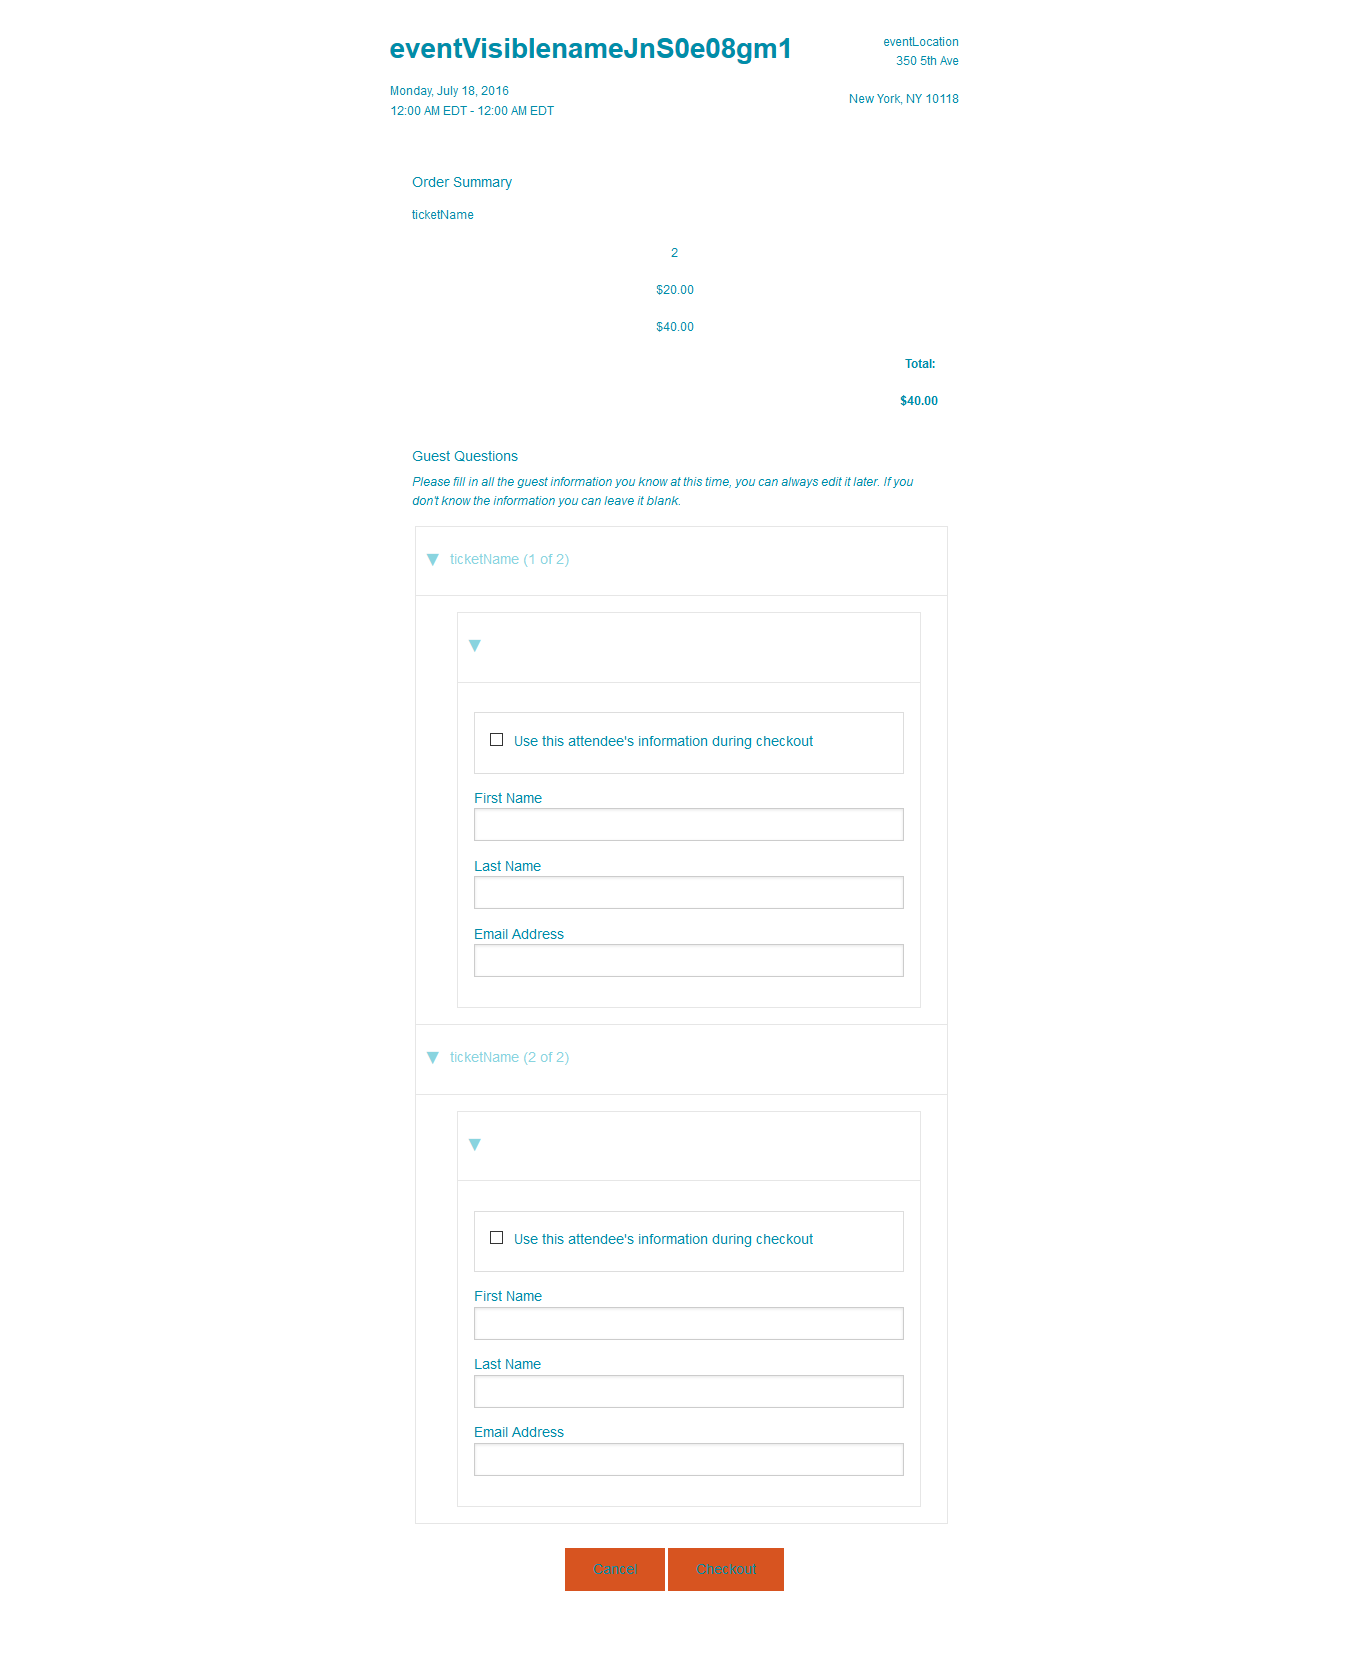 eventVisiblenameJnS0e08gm1
eventLocation
350 5th Ave
New York, NY 10118
Monday, July 18, 2016
12:00 AM EDT - 12:00 AM EDT
Order Summary
ticketName
2
$20.00
$40.00
Total:
$40.00
Guest Questions
Please fill in all the guest information you know at this time, you can always edit it later. If you
don't know the information you can leave it blank.
▼ ticketName (1 of 2)
▼
Use this attendee's information during checkout
First Name
Last Name
Email Address
▼ ticketName (2 of 2)
▼
Use this attendee's information during checkout
First Name
Last Name
Email Address
Cancel Checkout